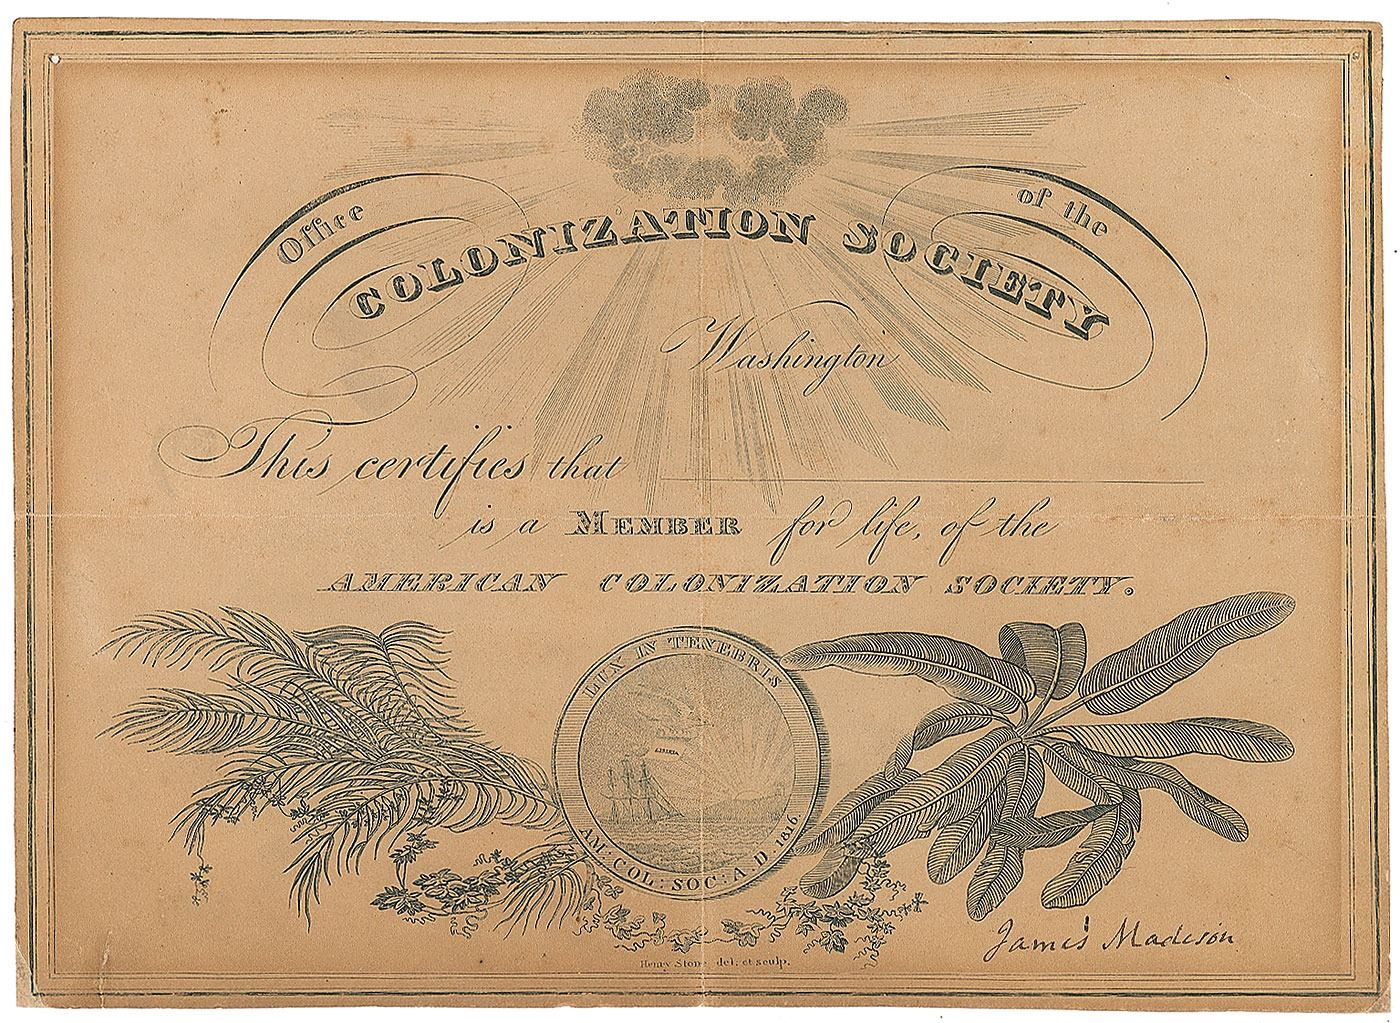 Office of the
COLONIZATION SOCIETY
Washington
This certifies that
is a MEMBER for life, of the
AMERICAN COLONIZATION SOCIETY.
LUX IN TENEBRIS
LIBERIA
AM: COL: SOC: A. D. 1816.
James Madison
Henry Stone del. et sculp.